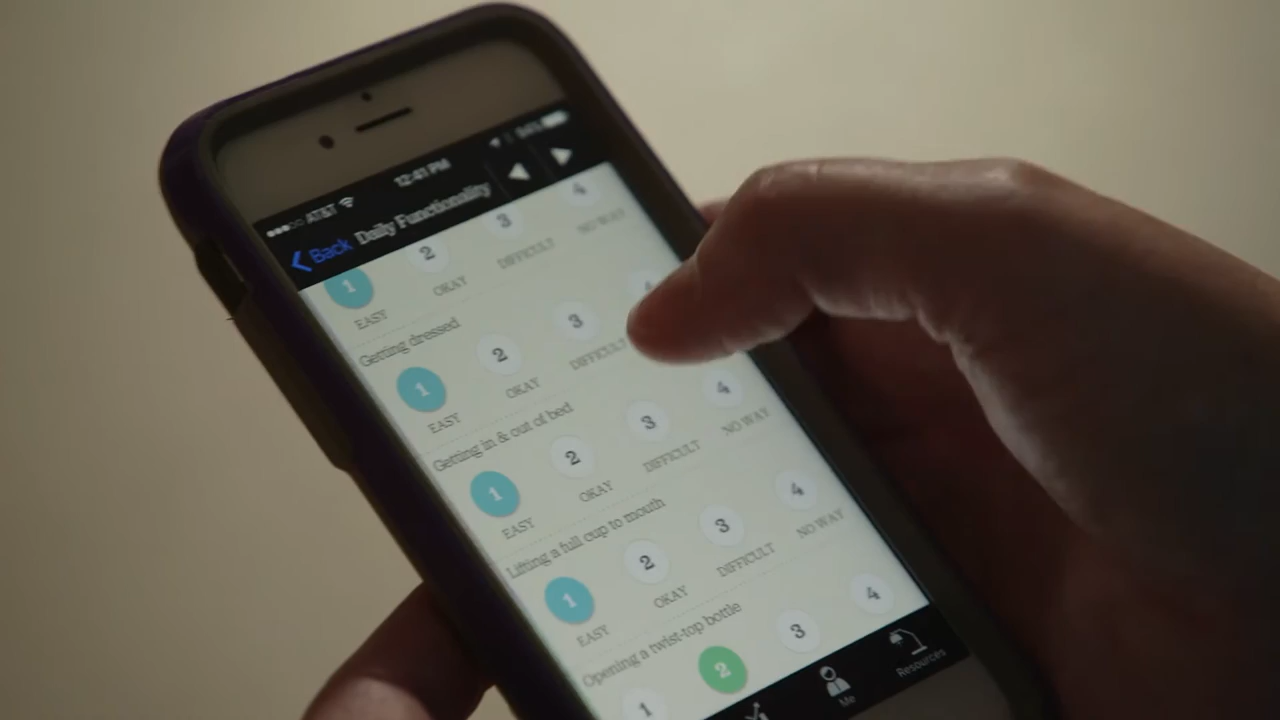 AT&T 12:41 PM 84%
Back Daily Functionality
1 2 3 4
EASY OKAY DIFFICULT NO WAY
Getting dressed
1 2 3 4
EASY OKAY DIFFICULT
Getting in & out of bed
1 2 3 4
EASY OKAY DIFFICULT NO WAY
Lifting a full cup to mouth
1 2 3 4
EASY OKAY DIFFICULT NO WAY
Opening a twist-top bottle
1 2 3 4
Me Resources